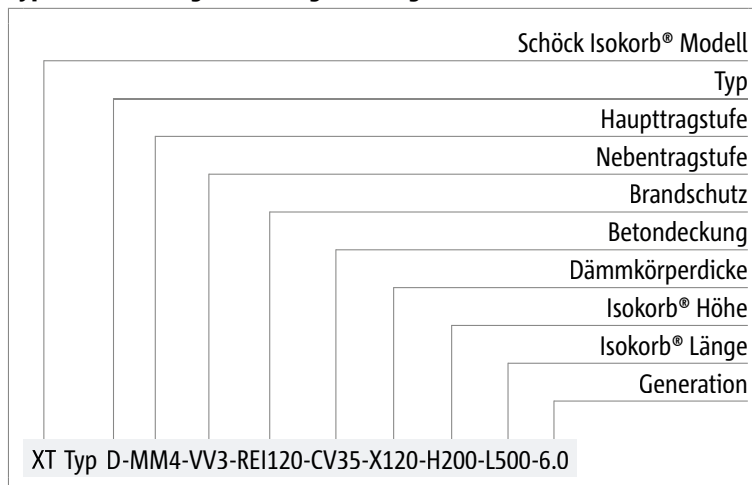 Schöck Isokorb® Modell
Typ
Haupttragstufe
Nebentragstufe
Brandschutz
Betondeckung
Dämmkörperdicke
Isokorb® Höhe
Isokorb® Länge
Generation
XT Typ D-MM4-VV3-REI120-CV35-X120-H200-L500-6.0